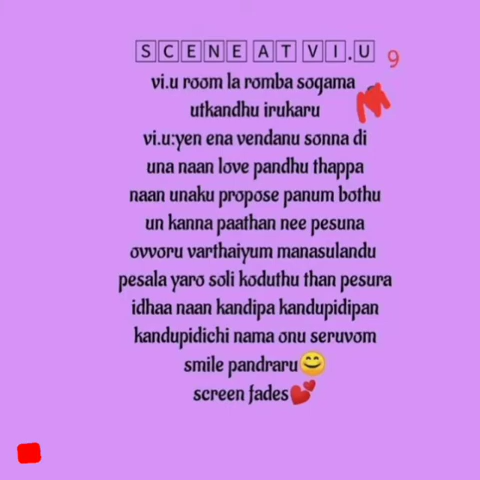 SCENE AT VI.U
9
vi.u room la romba sogama
utkandhu irukaru
vi.u:yen ena vendanu sonna di
una naan love pandhu thappa
naan unaku propose panum bothu
un kanna paathan nee pesuna
ovvoru varthaiyum manasulandu
pesala yaro soli koduthu than pesura
idhaa naan kandipa kandupidipan
kandupidichi nama onu seruvom
smile pandraru😊
screen fades💕